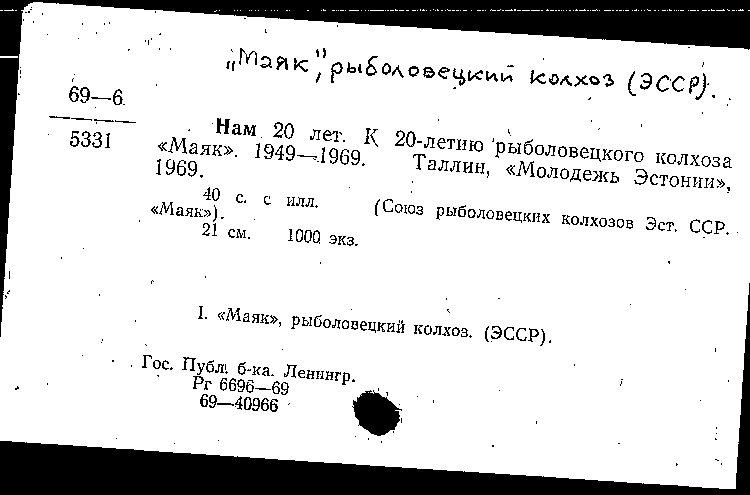 „Маяк", рыболовецкий колхоз (ЭССР).
69—6
5331
Нам 20 лет. К 20-летию рыболовецкого колхоза
«Маяк». 1949—1969. Таллин, «Молодежь Эстонии»,
1969.
40 с. с илл. (Союз рыболовецких колхозов Эст. ССР.
«Маяк»).
21 см. 1000 экз.
I. «Маяк», рыболовецкий колхоз. (ЭССР).
Гос. Публ. б-ка. Ленингр.
Рг 6696—69
69—40966